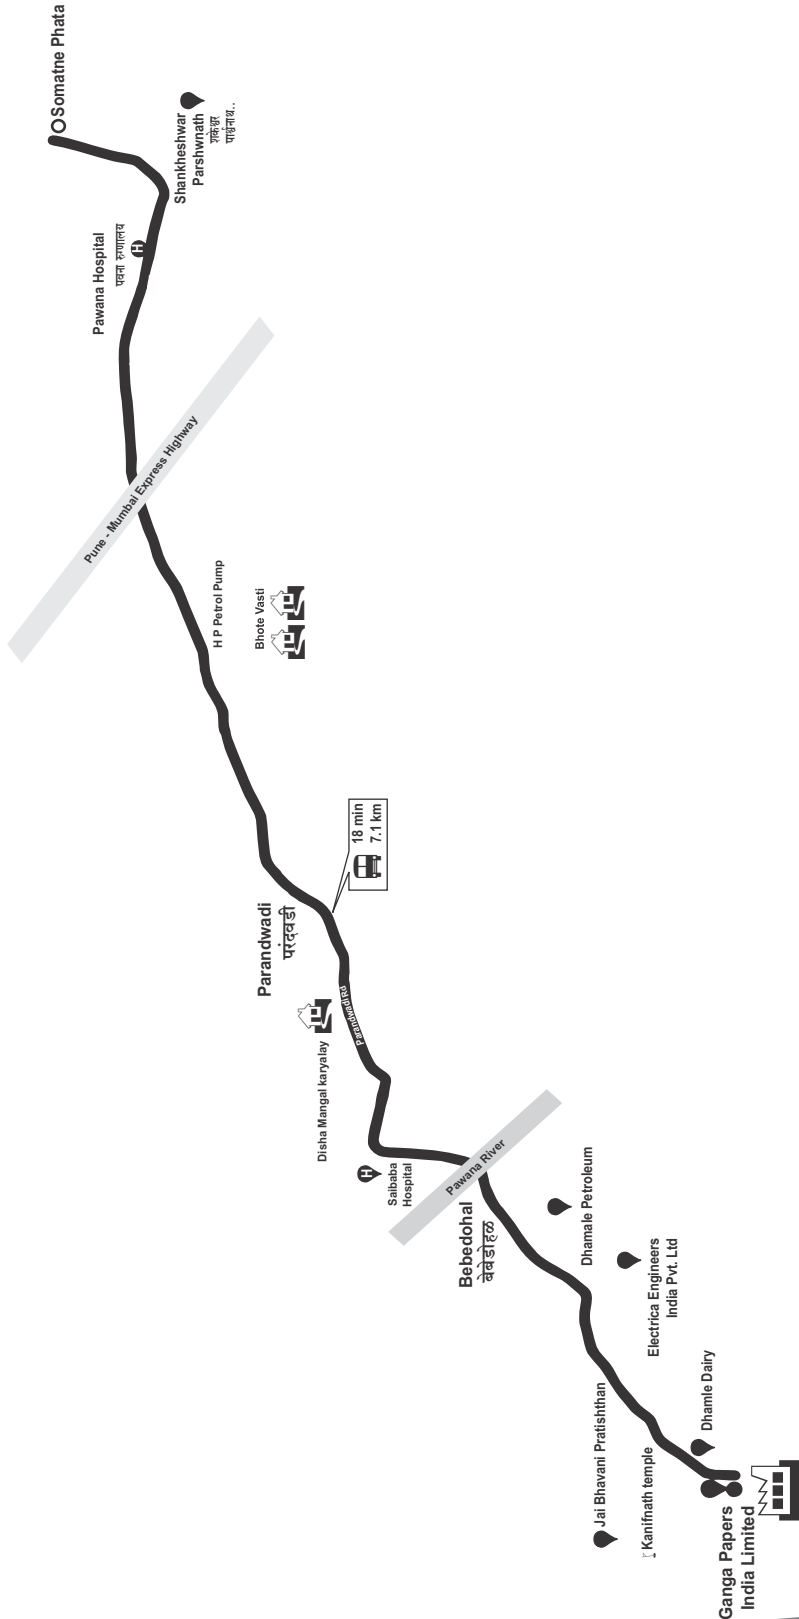 Somatne Phata
Shankheshwar
Parshwnath
शंकेश्वर
पार्श्वनाथ..
Pawana Hospital
पवना रुग्णालय
Pune - Mumbai Express Highway
H P Petrol Pump
Bhote Vasti
18 min
7.1 km
Parandwadi
परंदवडी
Parandwadi Rd
Disha Mangal karyalay
H
Saibaba
Hospital
Pawana River
Bebedohal
बेबेडोहळ
Dhamale Petroleum
Electrica Engineers
India Pvt. Ltd
Dhamle Dairy
Jai Bhavani Pratishthan
Kanifnath temple
Ganga Papers
India Limited